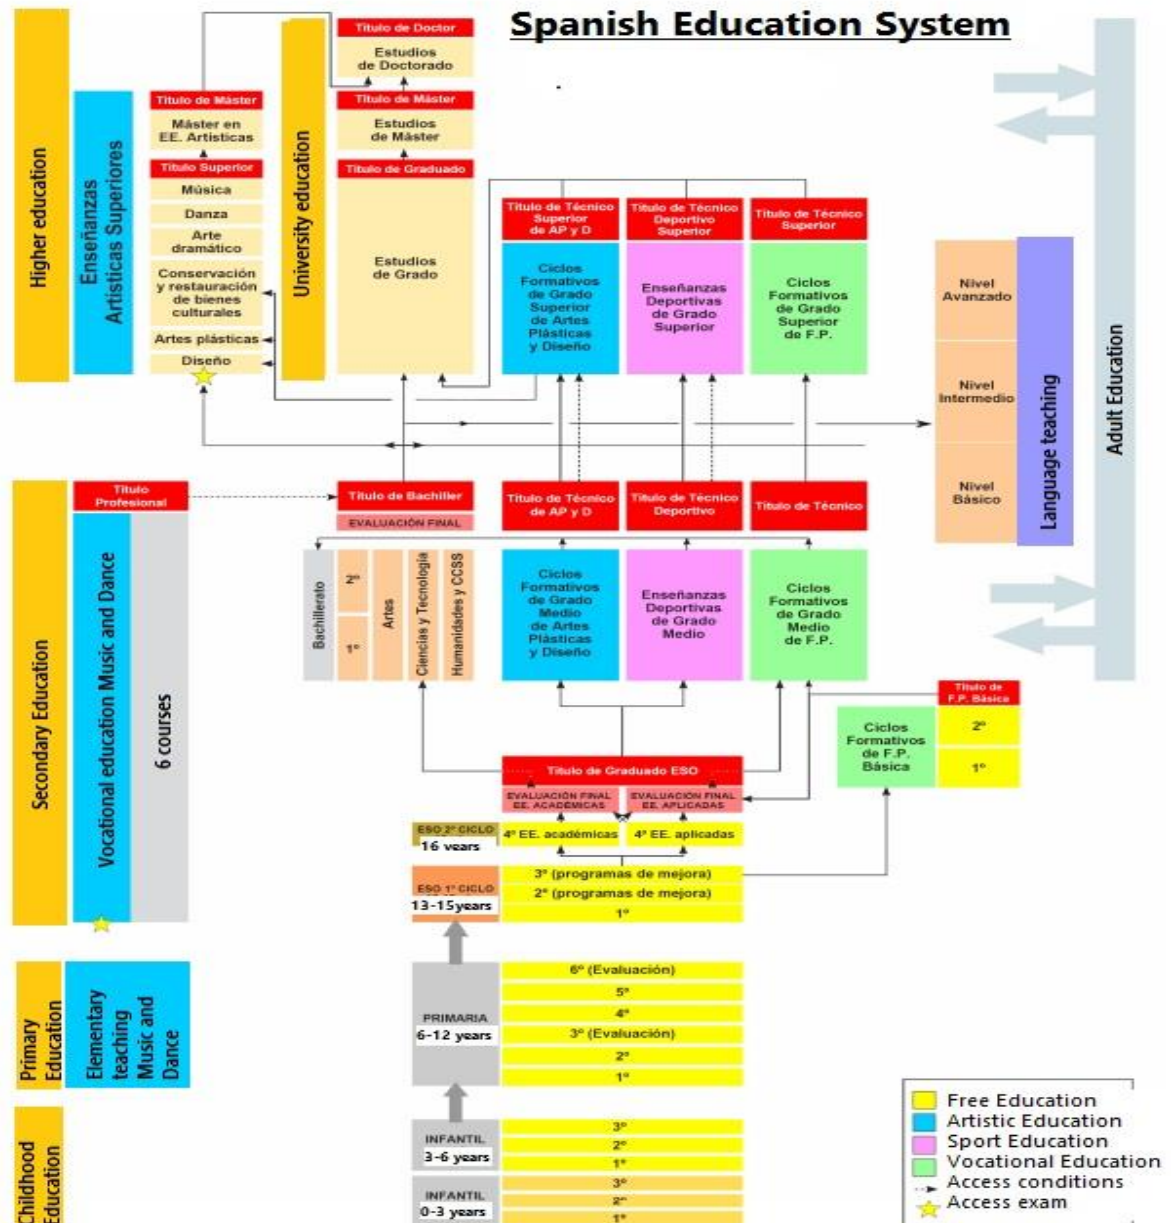 Spanish Education System
Higher education
Enseñanzas
Artísticas Superiores
Título de Máster
Máster en
EE. Artísticas
Título Superior
Música
Danza
Arte
dramático
Conservación
y restauración
de bienes
culturales
Artes plásticas
Diseño
University education
Título de Doctor
Estudios
de Doctorado
Título de Máster
Estudios
de Máster
Título de Graduado
Estudios
de Grado
Título de Técnico
Superior
de AP y D
Ciclos
Formativos
de Grado
Superior
de Artes
Plásticas
y Diseño
Título de Técnico
Deportivo
Superior
Enseñanzas
Deportivas
de Grado
Superior
Título de Técnico
Superior
Ciclos
Formativos
de Grado
Superior
de F.P.
Nivel
Avanzado
Nivel
Intermedio
Nivel
Básico
Language teaching
Adult Education
Secondary Education
Título
Profesional
Vocational education Music and Dance
6 courses
Título de Bachiller
EVALUACIÓN FINAL
Bachillerato
2º
1º
Artes
Ciencias y Tecnología
Humanidades y CCSS
Título de Técnico
de AP y D
Ciclos
Formativos
de Grado
Medio
de Artes
Plásticas
y Diseño
Título de Técnico
Deportivo
Enseñanzas
Deportivas
de Grado
Medio
Título de Técnico
Ciclos
Formativos
de Grado
Medio
de F.P.
Título de
F.P. Básica
Ciclos
Formativos
de F.P.
Básica
2º
1º
Título de Graduado ESO
EVALUACIÓN FINAL
EE. ACADÉMICAS
EVALUACIÓN FINAL
EE. APLICADAS
ESO 2º CICLO
16 years
4º EE. académicas
4º EE. aplicadas
ESO 1º CICLO
13-15years
3º (programas de mejora)
2º (programas de mejora)
1º
Primary
Education
Elementary
teaching
Music and
Dance
PRIMARIA
6-12 years
6º (Evaluación)
5º
4º
3º (Evaluación)
2º
1º
Childhood
Education
INFANTIL
3-6 years
3º
2º
1º
INFANTIL
0-3 years
3º
2º
1º
Free Education
Artistic Education
Sport Education
Vocational Education
Access conditions
Access exam